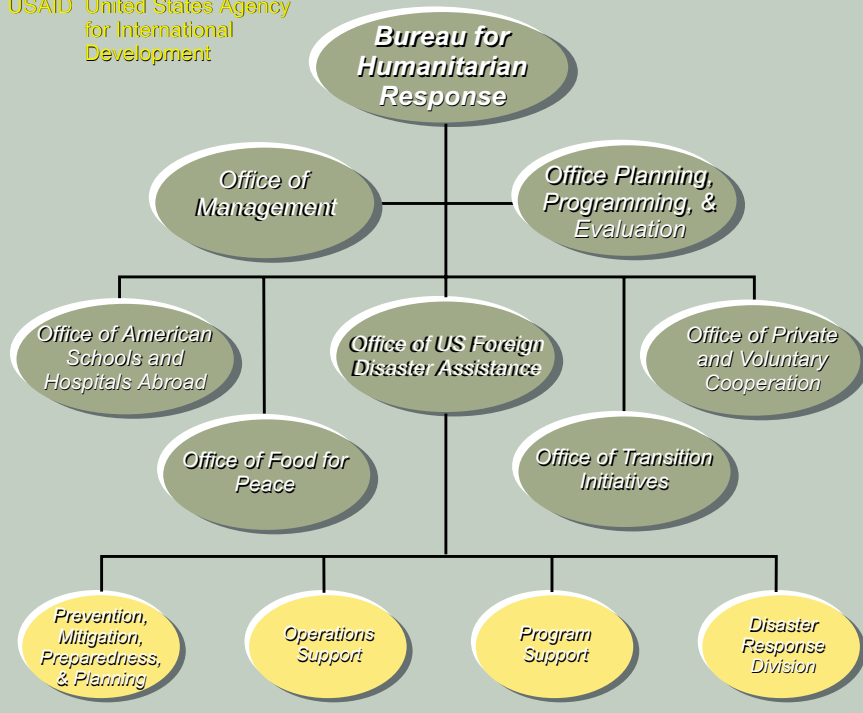 USAID United States Agency
for International
Development
Bureau for
Humanitarian
Response
Office of
Management
Office Planning,
Programming, &
Evaluation
Office of American
Schools and
Hospitals Abroad
Office of US Foreign
Disaster Assistance
Office of Private
and Voluntary
Cooperation
Office of Food for
Peace
Office of Transition
Initiatives
Prevention,
Mitigation,
Preparedness,
& Planning
Operations
Support
Program
Support
Disaster
Response
Division